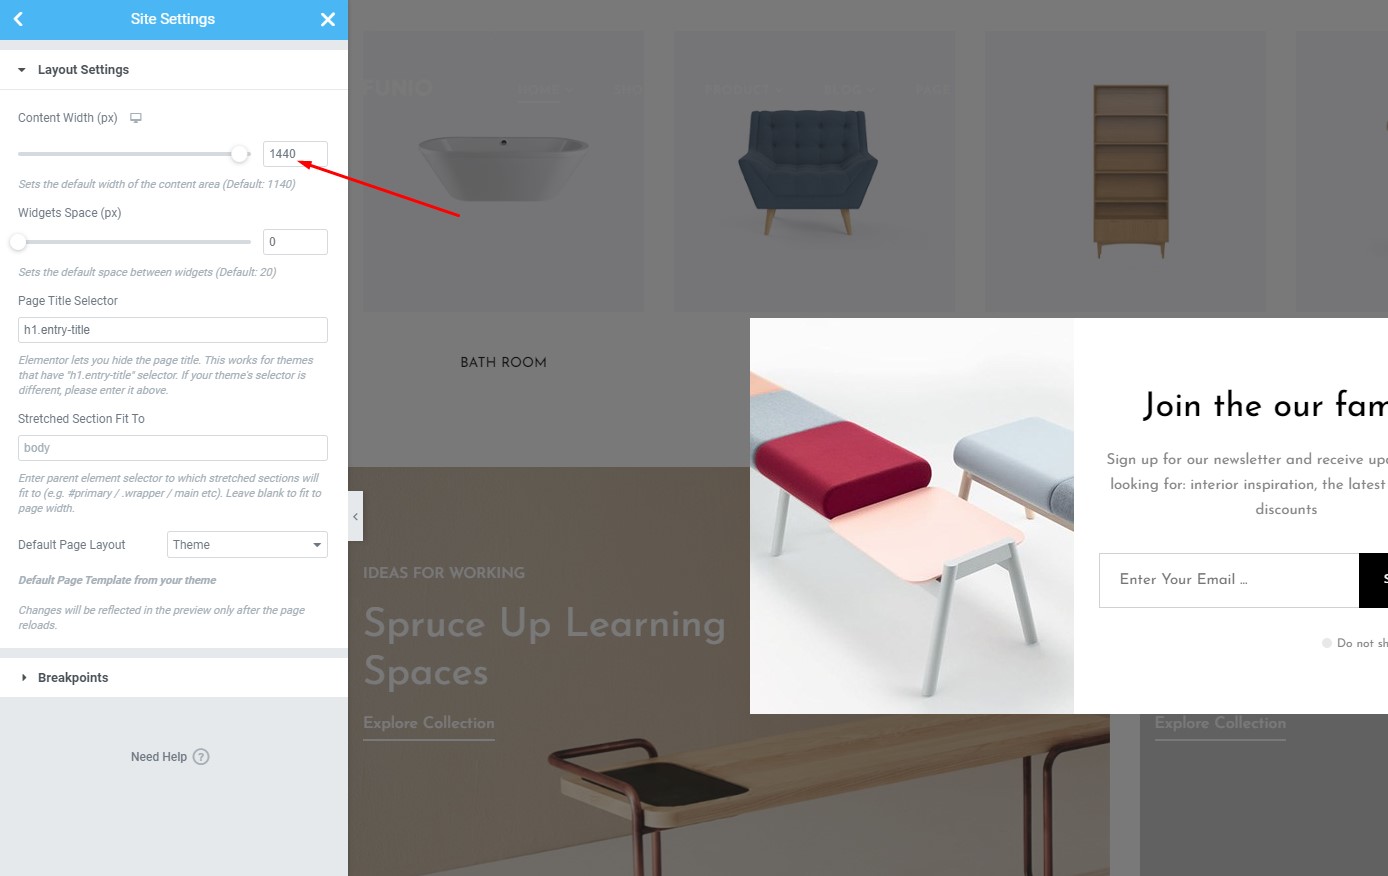 Site Settings
Layout Settings
Content Width (px)
1440
Sets the default width of the content area (Default: 1140)
Widgets Space (px)
0
Sets the default space between widgets (Default: 20)
Page Title Selector
h1.entry-title
Elementor lets you hide the page title. This works for themes
that have "h1.entry-title" selector. If your theme's selector is
different, please enter it above.
Stretched Section Fit To
body
Enter parent element selector to which stretched sections will
fit to (e.g. #primary / .wrapper / main etc). Leave blank to fit to
page width.
Default Page Layout
Theme
Default Page Template from your theme
Changes will be reflected in the preview only after the page
reloads.
Breakpoints
Need Help ?
FUNIO
HOME
PRODUCT
BLOG
BATH ROOM
IDEAS FOR WORKING
Spruce Up Learning
Spaces
Explore Collection
Join the our fam
Sign up for our newsletter and receive upd
looking for: interior inspiration, the latest
discounts
Enter Your Email ...
S
Do not sh
Explore Collection